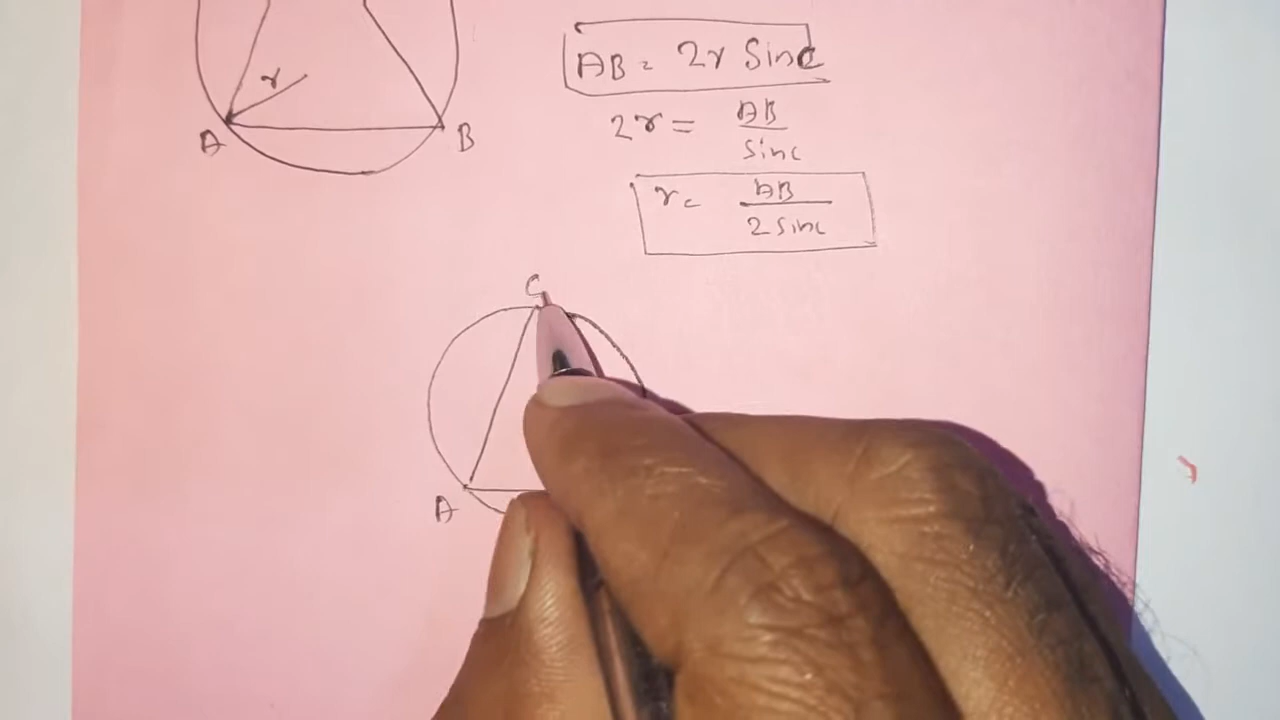 AB = 2r Sinc
2r = AB
sinc
r = AB
2 sinc
r
A
B
C
A